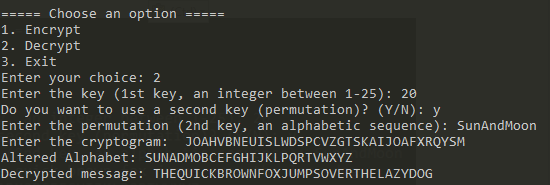 ===== Choose an option =====
1. Encrypt
2. Decrypt
3. Exit
Enter your choice: 2
Enter the key (1st key, an integer between 1-25): 20
Do you want to use a second key (permutation)? (Y/N): y
Enter the permutation (2nd key, an alphabetic sequence): SunAndMoon
Enter the cryptogram:  JOAHVBNEUISLWDSPCVZGTSKAIJOAFXRQYSM
Altered Alphabet: SUNADMOBCEFGHIJKLPQRTVWXYZ
Decrypted message: THEQUICKBROWNFOXJUMPSOVERTHELAZYDOG